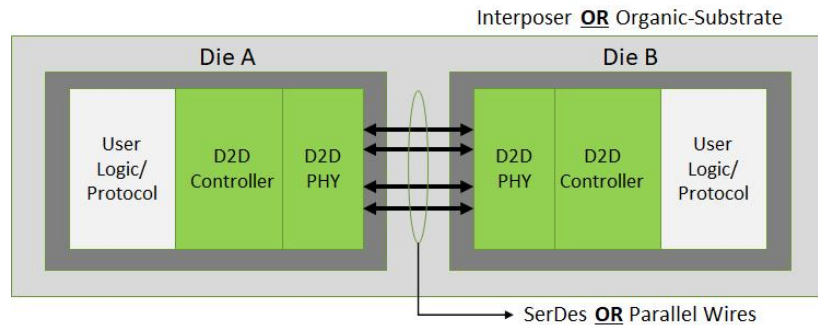 Interposer OR Organic-Substrate
Die A
Die B
User
Logic/
Protocol
D2D
Controller
D2D
PHY
D2D
PHY
D2D
Controller
User
Logic/
Protocol
SerDes OR Parallel Wires